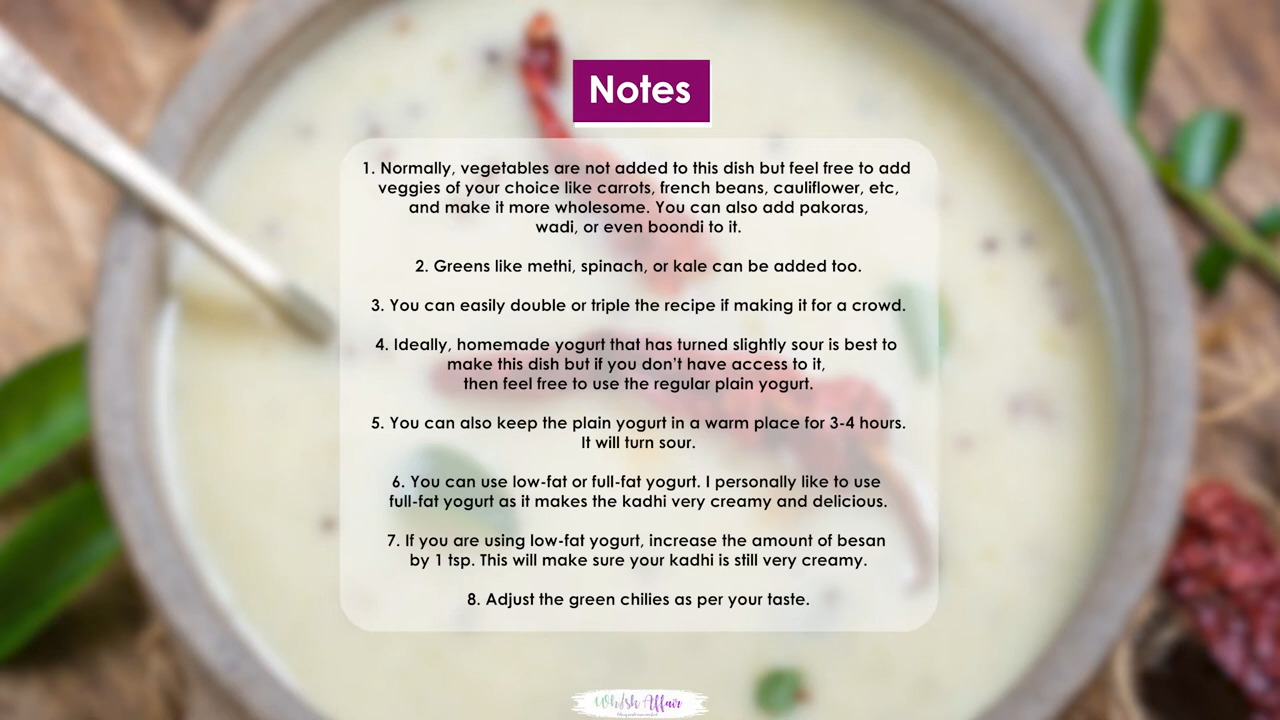 Notes
1. Normally, vegetables are not added to this dish but feel free to add
veggies of your choice like carrots, french beans, cauliflower, etc,
and make it more wholesome. You can also add pakoras,
wadi, or even boondi to it.
2. Greens like methi, spinach, or kale can be added too.
3. You can easily double or triple the recipe if making it for a crowd.
4. Ideally, homemade yogurt that has turned slightly sour is best to
make this dish but if you don't have access to it,
then feel free to use the regular plain yogurt.
5. You can also keep the plain yogurt in a warm place for 3-4 hours.
It will turn sour.
6. You can use low-fat or full-fat yogurt. I personally like to use
full-fat yogurt as it makes the kadhi very creamy and delicious.
7. If you are using low-fat yogurt, increase the amount of besan
by 1 tsp. This will make sure your kadhi is still very creamy.
8. Adjust the green chilies as per your taste.
Whisk Affair